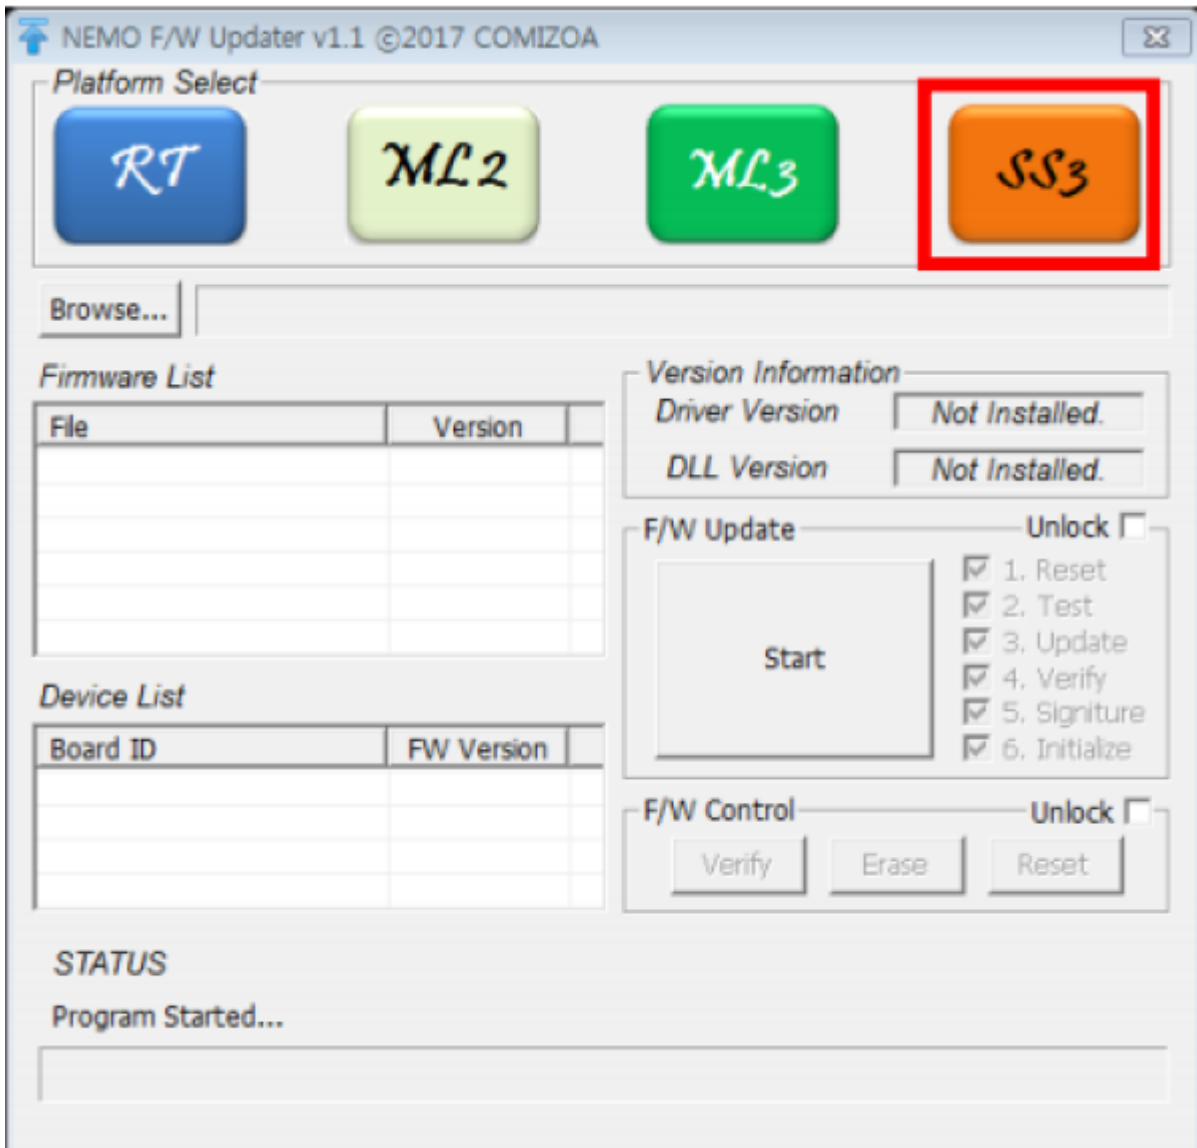 NEMO F/W Updater v1.1 ©2017 COMIZOA
Platform Select
RT ML2 ML3 SS3
Browse...
Firmware List
File Version
Version Information
Driver Version Not Installed.
DLL Version Not Installed.
F/W Update Unlock
Start
1. Reset
2. Test
3. Update
4. Verify
5. Signiture
6. Initialize
Device List
Board ID FW Version
F/W Control Unlock
Verify Erase Reset
STATUS
Program Started...